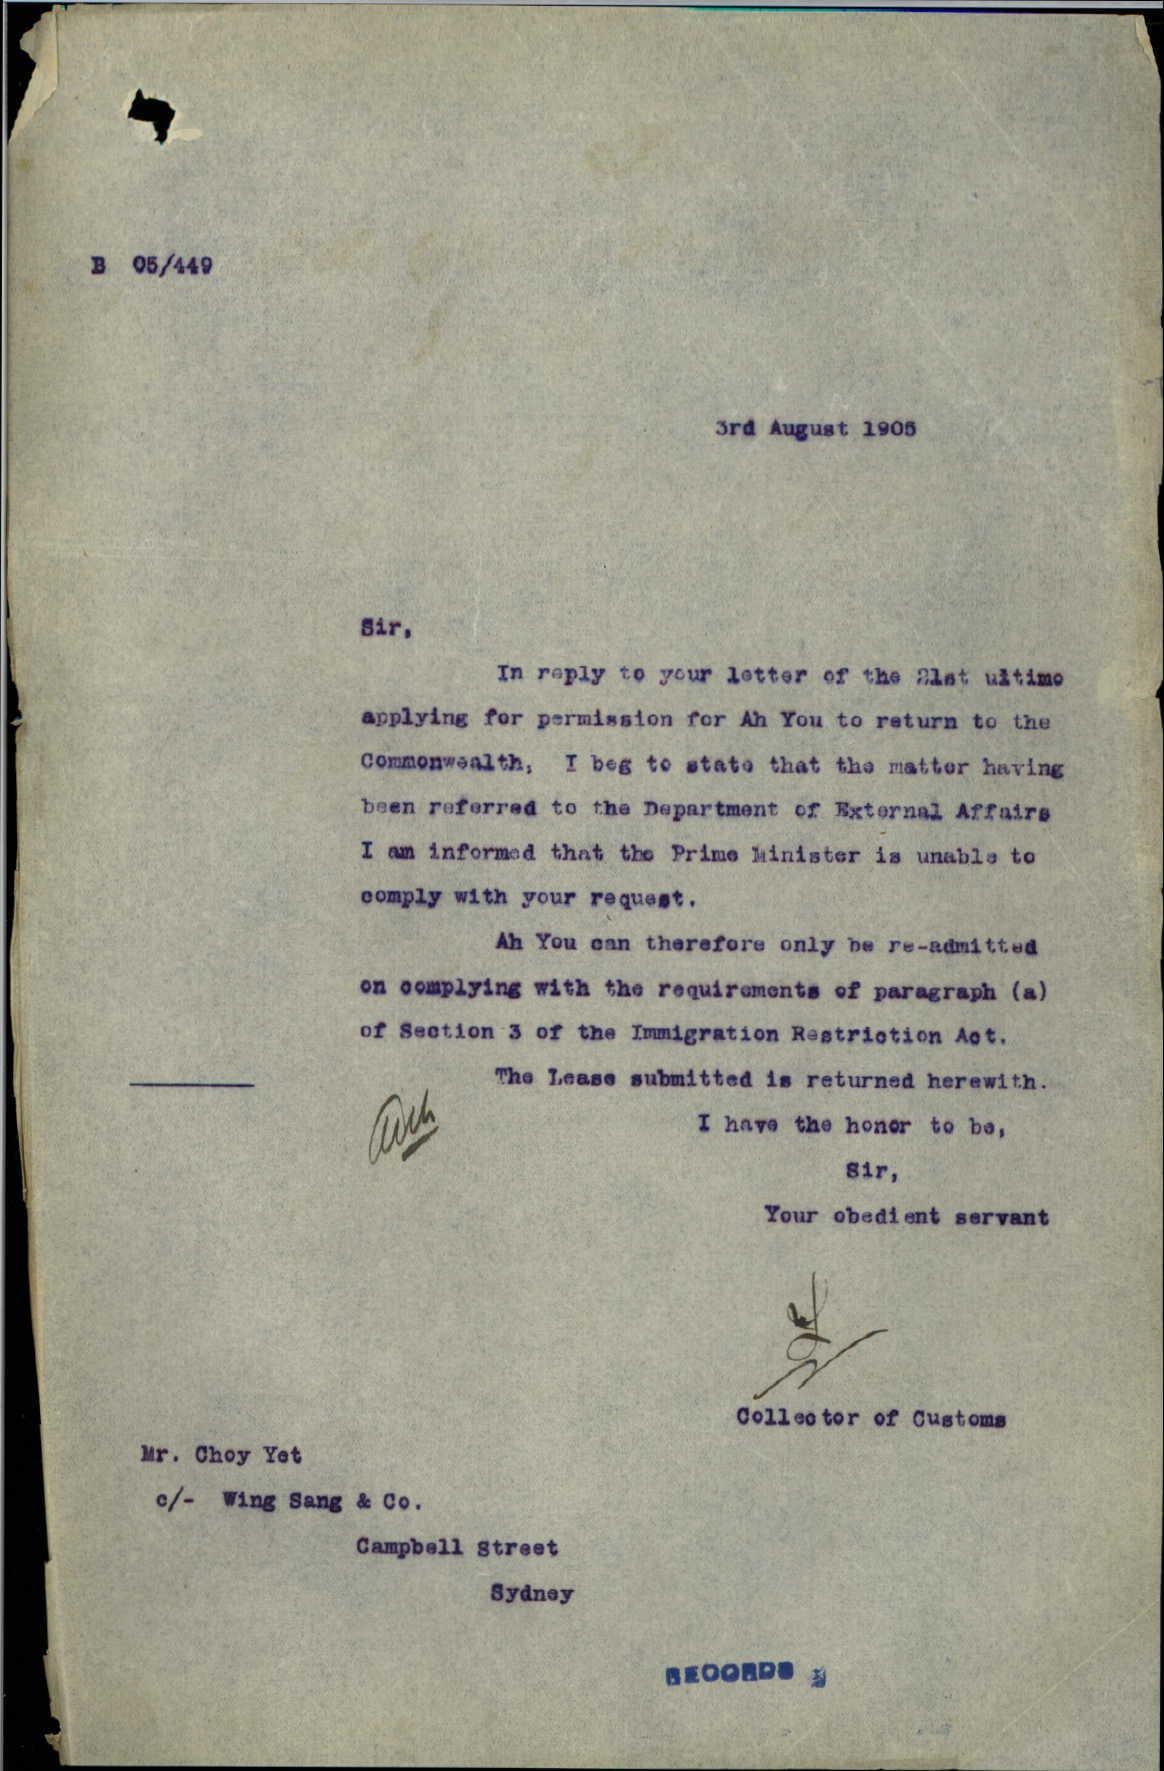 B 05/449
3rd August 1905
Sir,
In reply to your letter of the 21st ultimo
applying for permission for Ah You to return to the
Commonwealth, I beg to state that the matter having
been referred to the Department of External Affairs
I am informed that the Prime Minister is unable to
comply with your request.
Ah You can therefore only be re-admitted
on complying with the requirements of paragraph (a)
of Section 3 of the Immigration Restriction Act.
The Lease submitted is returned herewith.
I have the honor to be,
Sir,
Your obedient servant
Collector of Customs
Mr. Choy Yet
c/- Wing Sang & Co.
Campbell Street
Sydney
RECORDS